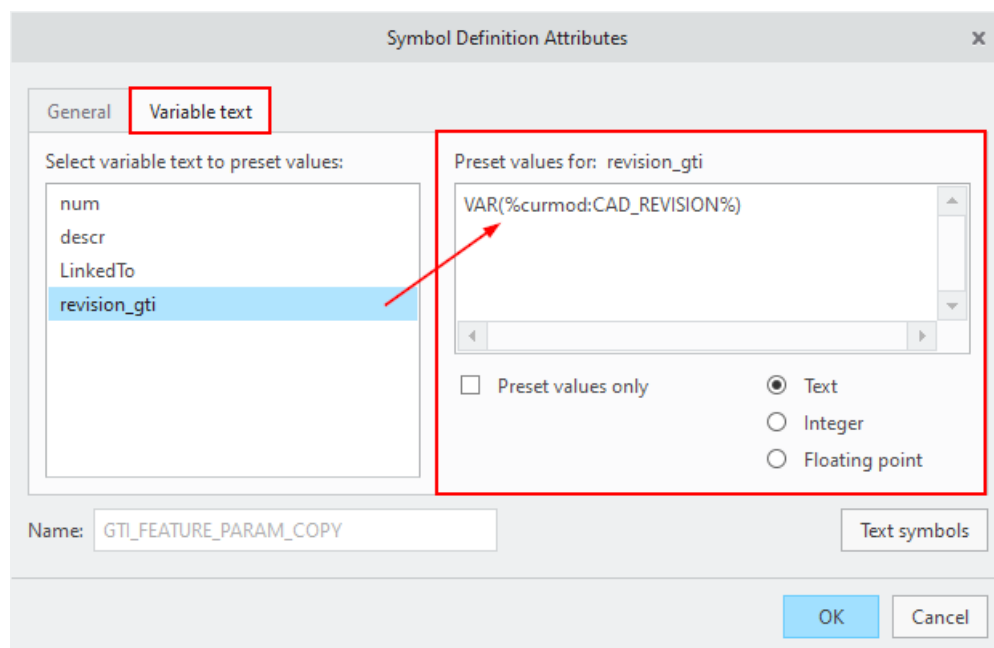 Symbol Definition Attributes
General
Variable text
Select variable text to preset values:
num
descr
LinkedTo
revision_gti
Preset values for: revision_gti
VAR(%curmod:CAD_REVISION%)
Preset values only
Text
Integer
Floating point
Name: GTI_FEATURE_PARAM_COPY
Text symbols
OK
Cancel